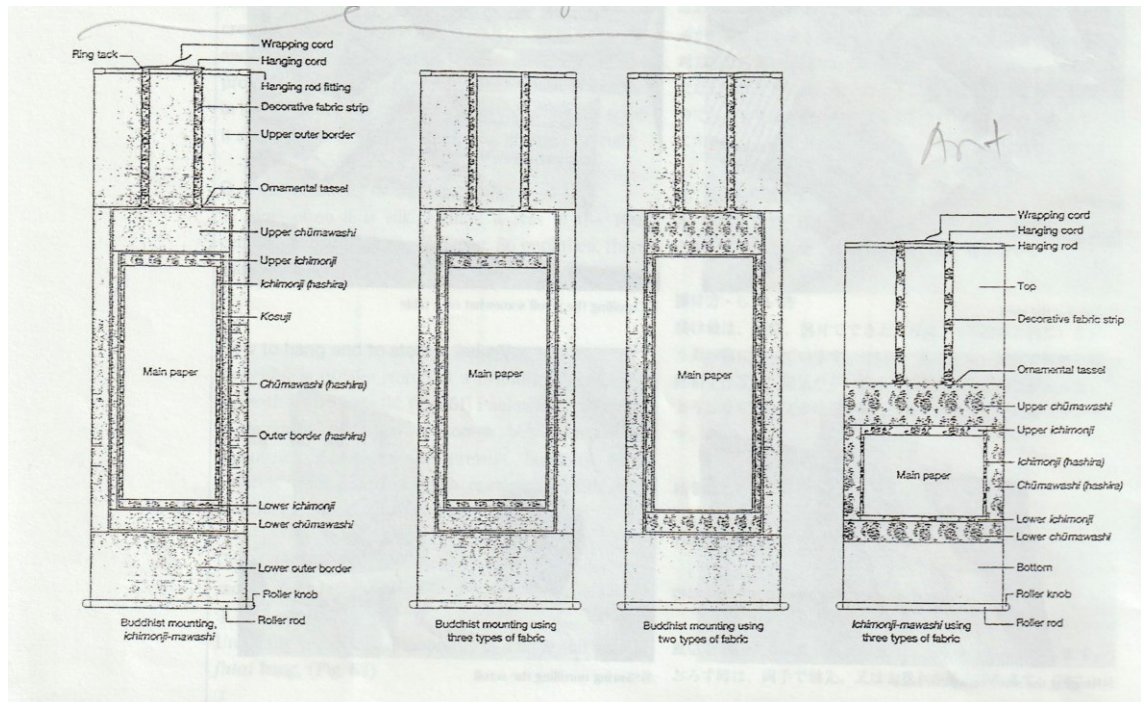 Wrapping cord
Ring tack
Hanging cord
Hanging rod fitting
Decorative fabric strip
Upper outer border
Ornamental tassel
Upper chūmawashi
Upper ichimonji
Ichimonji (hashira)
Kosuji
Main paper
Chūmawashi (hashira)
Outer border (hashira)
Lower ichimonji
Lower chūmawashi
Lower outer border
Roller knob
Roller rod
Buddhist mounting,
ichimonji-mawashi
Main paper
Buddhist mounting using
three types of fabric
Main paper
Buddhist mounting using
two types of fabric
Art
Wrapping cord
Hanging cord
Hanging rod
Top
Decorative fabric strip
Ornamental tassel
Upper chūmawashi
Upper ichimonji
Main paper
Ichimonji (hashira)
Chūmawashi (hashira)
Lower ichimonji
Lower chūmawashi
Bottom
Roller knob
Roller rod
Ichimonji-mawashi using
three types of fabric